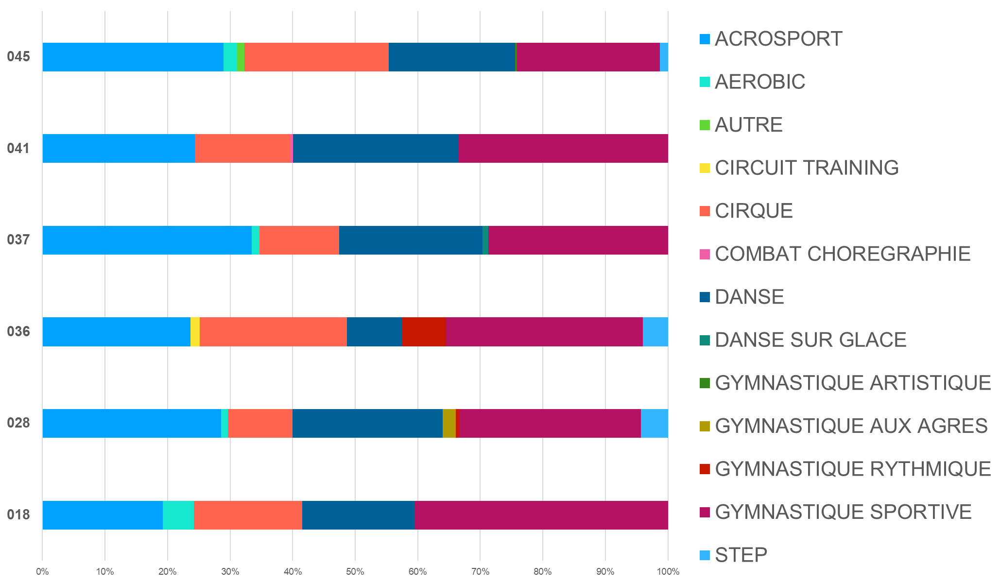 045
041
037
036
028
018
0%
10%
20%
30%
40%
50%
60%
70%
80%
90%
100%
ACROSPORT
AEROBIC
AUTRE
CIRCUIT TRAINING
CIRQUE
COMBAT CHOREGRAPHIE
DANSE
DANSE SUR GLACE
GYMNASTIQUE ARTISTIQUE
GYMNASTIQUE AUX AGRES
GYMNASTIQUE RYTHMIQUE
GYMNASTIQUE SPORTIVE
STEP